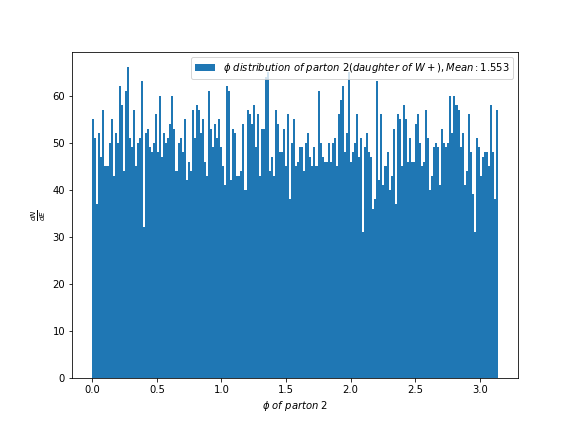 ϕ distribution of parton 2(daughter of W+), Mean: 1.553
60
50
40
30
20
10
0
dN
dE
0.0 0.5 1.0 1.5 2.0 2.5 3.0
ϕ of parton 2